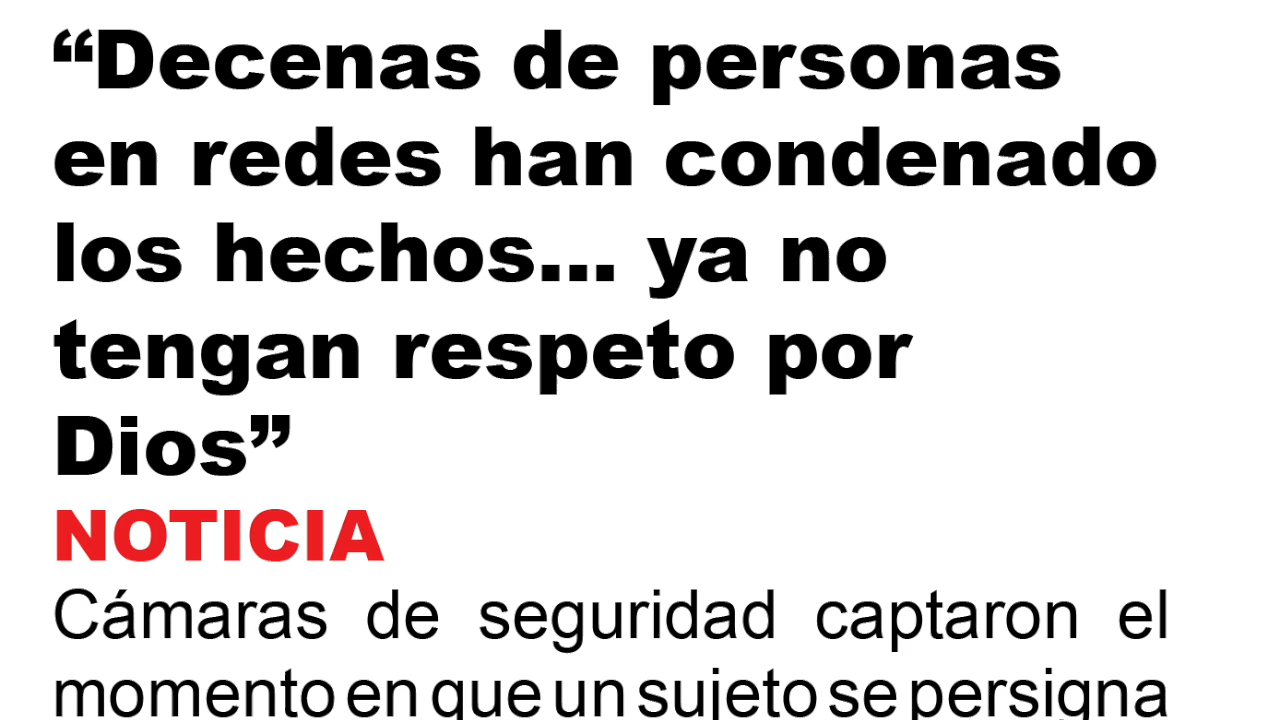 “Decenas de personas
en redes han condenado
los hechos... ya no
tengan respeto por
Dios”
NOTICIA
Cámaras de seguridad captaron el
momento en que un sujeto se persigna